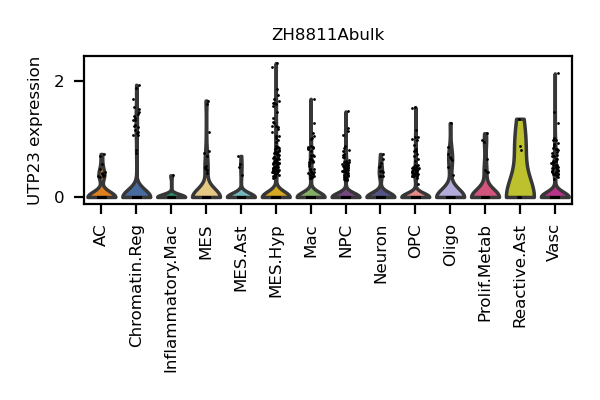 ZH8811Abulk
UTP23 expression
2
0
AC
Chromatin.Reg
Inflammatory.Mac
MES
MES.Ast
MES.Hyp
Mac
NPC
Neuron
OPC
Oligo
Prolif.Metab
Reactive.Ast
Vasc